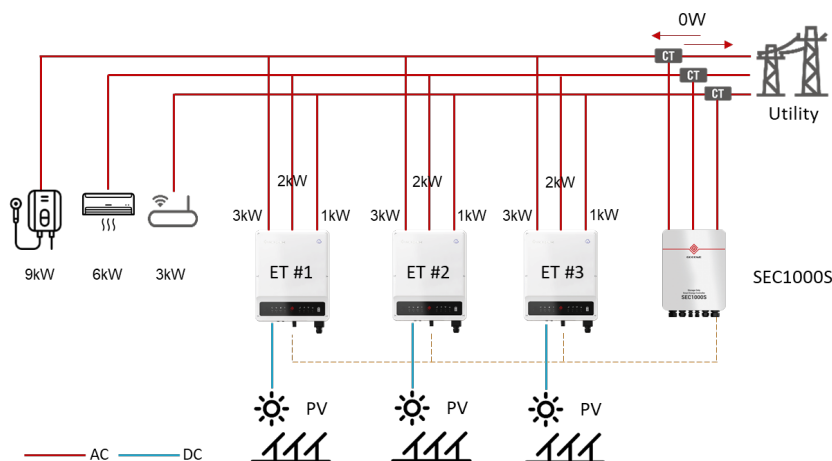 0W
CT
CT
CT
Utility
2kW
2kW
2kW
3kW
1kW
3kW
1kW
3kW
1kW
9kW
6kW
3kW
ET #1
ET #2
ET #3
SEC1000S
SEC1000S
PV
PV
PV
AC
DC